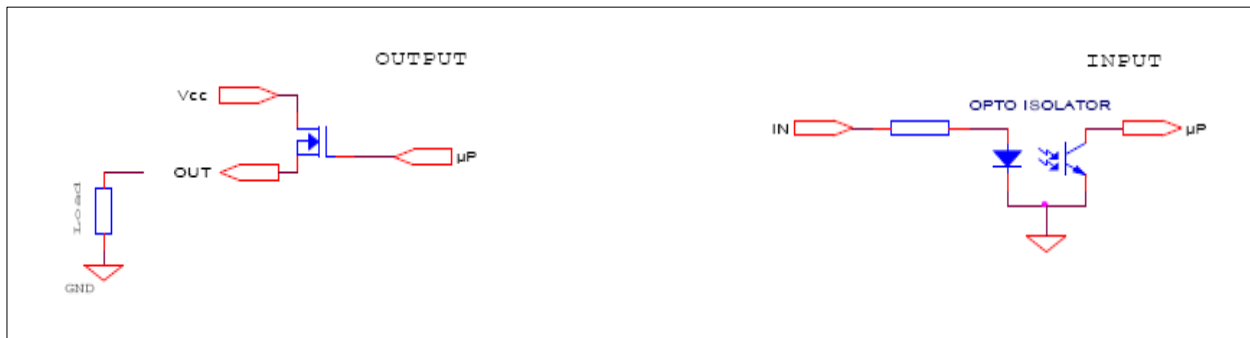 OUTPUT
Vcc
µP
OUT
Load
GND
INPUT
OPTO ISOLATOR
IN
µP